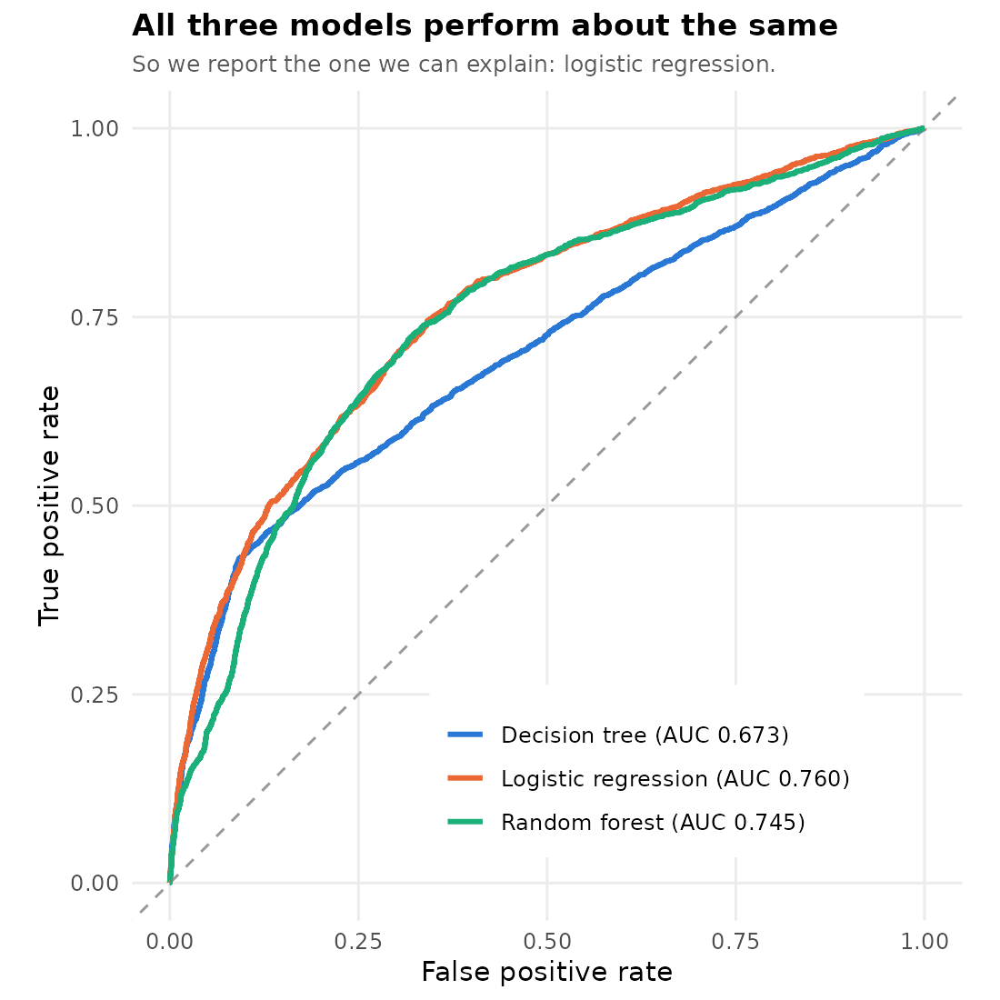 All three models perform about the same
So we report the one we can explain: logistic regression.
1.00
0.75
0.50
0.25
0.00
True positive rate
Decision tree (AUC 0.673)
Logistic regression (AUC 0.760)
Random forest (AUC 0.745)
0.00 0.25 0.50 0.75 1.00
False positive rate